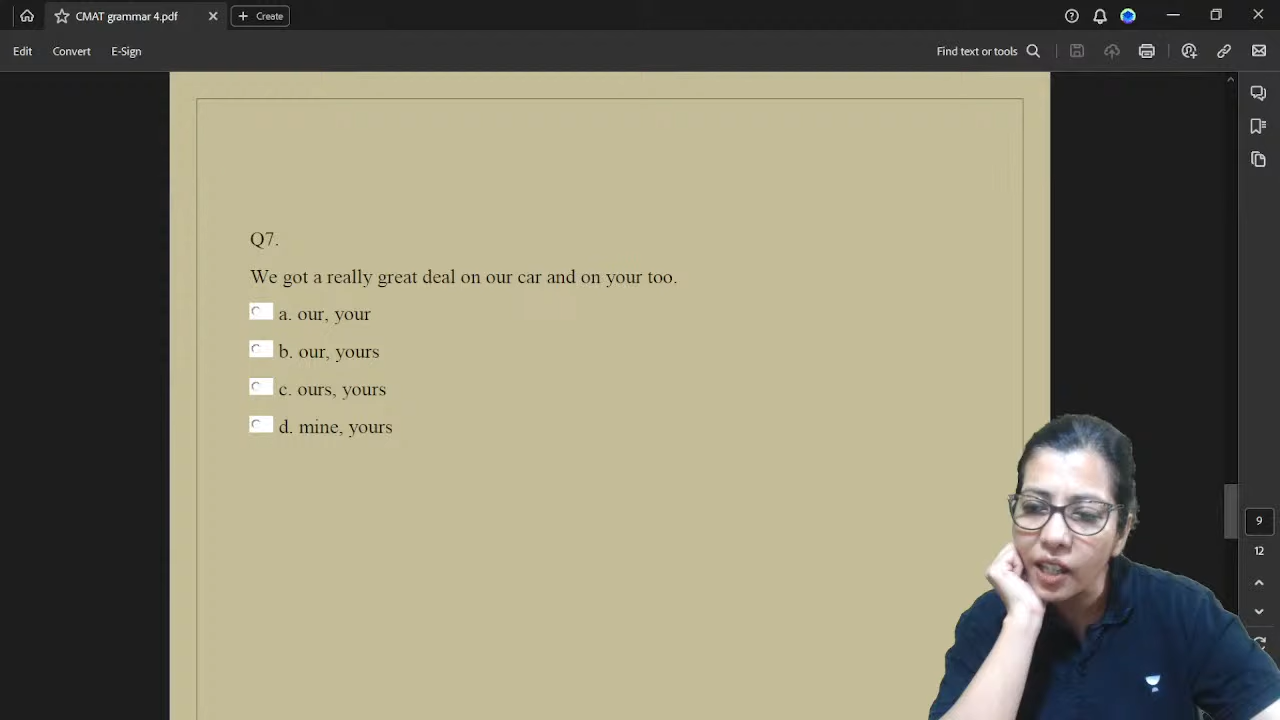 CMAT grammar 4.pdf
Create
Edit
Convert
E-Sign
Find text or tools
Q7.
We got a really great deal on our car and on your too.
a. our, your
b. our, yours
c. ours, yours
d. mine, yours
9
12